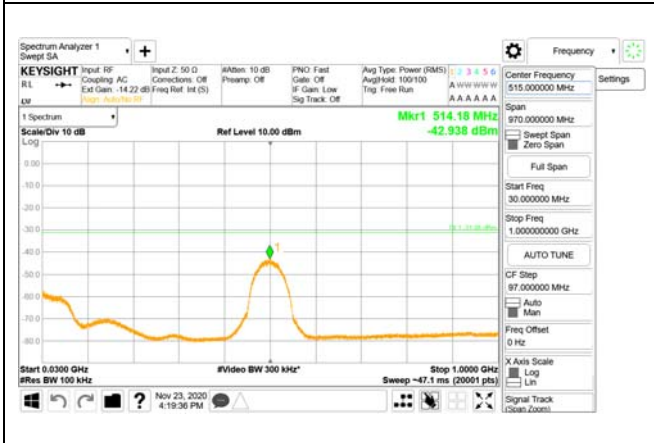 Spectrum Analyzer 1
Swept SA
+
Frequency
KEYSIGHT
Input: RF
Coupling: AC
Ext Gain: -14.22 dB
Align: Auto/No RF
Input Z: 50 Ω
Corrections: Off
Freq Ref: Int (S)
#Atten: 10 dB
Preamp: Off
PNO: Fast
Gate: Off
IF Gain: Low
Sig Track: Off
Avg Type: Power (RMS)
Avg|Hold: 100/100
Trig: Free Run
1 2 3 4 5 6
A W W W W W
A A A A A A
RL
Center Frequency
515.000000 MHz
Settings
Span
970.000000 MHz
Swept Span
Zero Span
Full Span
Start Freq
30.000000 MHz
Stop Freq
1.000000000 GHz
AUTO TUNE
CF Step
97.000000 MHz
Auto
Man
Freq Offset
0 Hz
X Axis Scale
Log
Lin
Signal Track
(Span Zoom)
1 Spectrum
Scale/Div 10 dB
Ref Level 10.00 dBm
Mkr1 514.18 MHz
-42.938 dBm
Log
0.00
-10.0
-20.0
-30.0
-40.0
-50.0
-60.0
-70.0
-80.0
1
Start 0.0300 GHz
#Res BW 100 kHz
#Video BW 300 kHz*
Stop 1.0000 GHz
Sweep ~47.1 ms (20001 pts)
?
Nov 23, 2020
4:19:36 PM